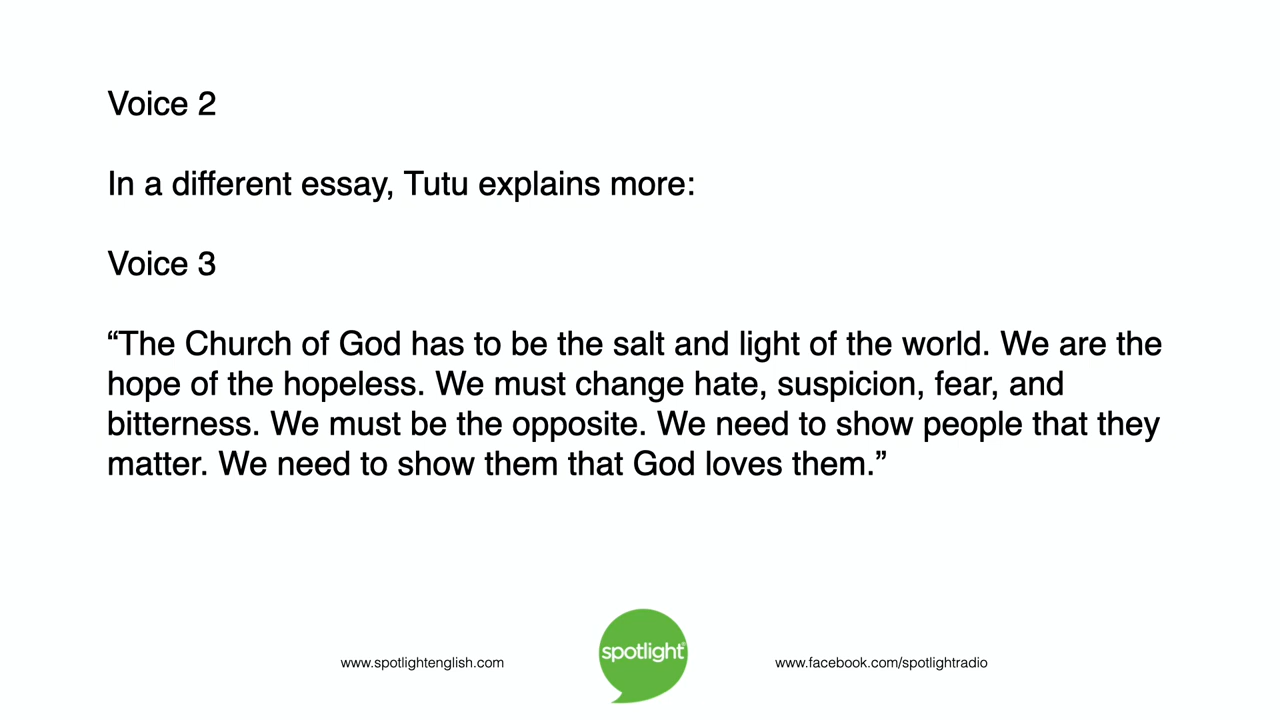 Voice 2
In a different essay, Tutu explains more:
Voice 3
“The Church of God has to be the salt and light of the world. We are the
hope of the hopeless. We must change hate, suspicion, fear, and
bitterness. We must be the opposite. We need to show people that they
matter. We need to show them that God loves them.”
www.spotlightenglish.com
spotlight®
www.facebook.com/spotlightradio